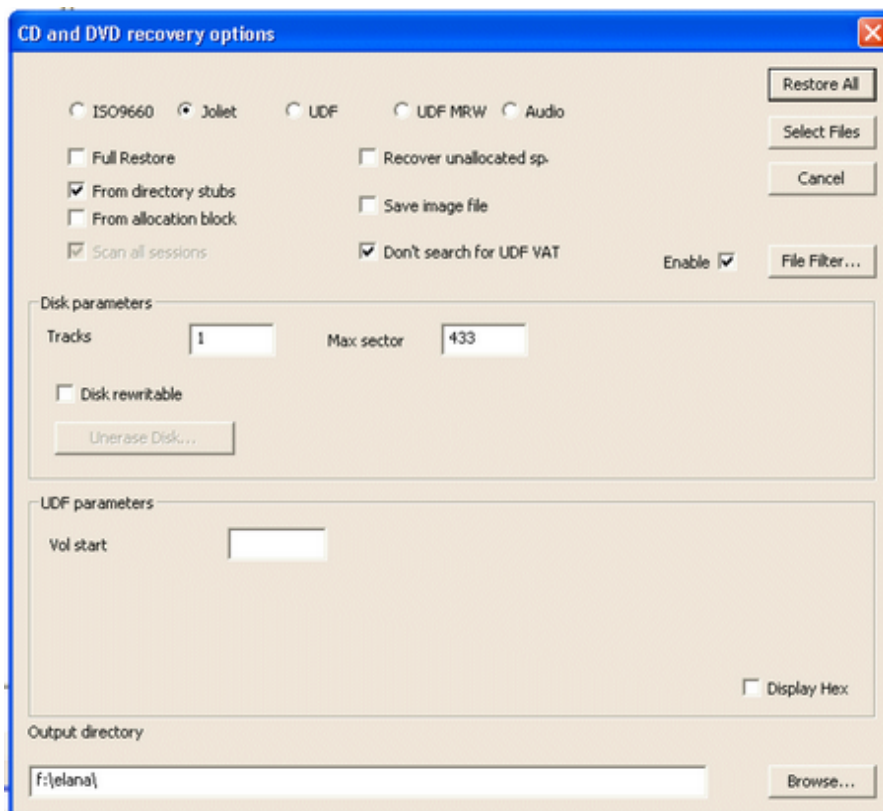 CD and DVD recovery options
Restore All
ISO9660 Joliet UDF UDF MRW Audio
Select Files
Full Restore Recover unallocated sp.
Cancel
From directory stubs
Save image file
From allocation block
Scan all sessions Don't search for UDF VAT Enable File Filter...
Disk parameters
Tracks 1 Max sector 433
Disk rewritable
Unerase Disk...
UDF parameters
Vol start
Display Hex
Output directory
f:\elana\ Browse...